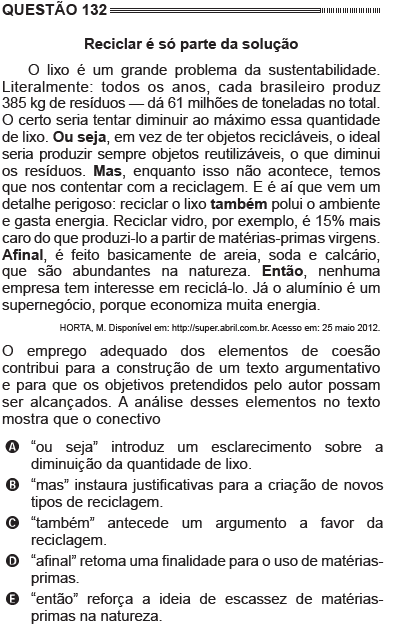 QUESTÃO 132
Reciclar é só parte da solução
O lixo é um grande problema da sustentabilidade.
Literalmente: todos os anos, cada brasileiro produz
385 kg de resíduos — dá 61 milhões de toneladas no total.
O certo seria tentar diminuir ao máximo essa quantidade
de lixo. Ou seja, em vez de ter objetos recicláveis, o ideal
seria produzir sempre objetos reutilizáveis, o que diminui
os resíduos. Mas, enquanto isso não acontece, temos
que nos contentar com a reciclagem. E é aí que vem um
detalhe perigoso: reciclar o lixo também polui o ambiente
e gasta energia. Reciclar vidro, por exemplo, é 15% mais
caro do que produzi-lo a partir de matérias-primas virgens.
Afinal, é feito basicamente de areia, soda e calcário,
que são abundantes na natureza. Então, nenhuma
empresa tem interesse em reciclá-lo. Já o alumínio é um
supernegócio, porque economiza muita energia.
HORTA, M. Disponível em: http://super.abril.com.br. Acesso em: 25 maio 2012.
O emprego adequado dos elementos de coesão
contribui para a construção de um texto argumentativo
e para que os objetivos pretendidos pelo autor possam
ser alcançados. A análise desses elementos no texto
mostra que o conectivo
A "ou seja" introduz um esclarecimento sobre a
diminuição da quantidade de lixo.
B "mas" instaura justificativas para a criação de novos
tipos de reciclagem.
C "também" antecede um argumento a favor da
reciclagem.
D "afinal" retoma uma finalidade para o uso de matérias-
primas.
E "então" reforça a ideia de escassez de matérias-
primas na natureza.